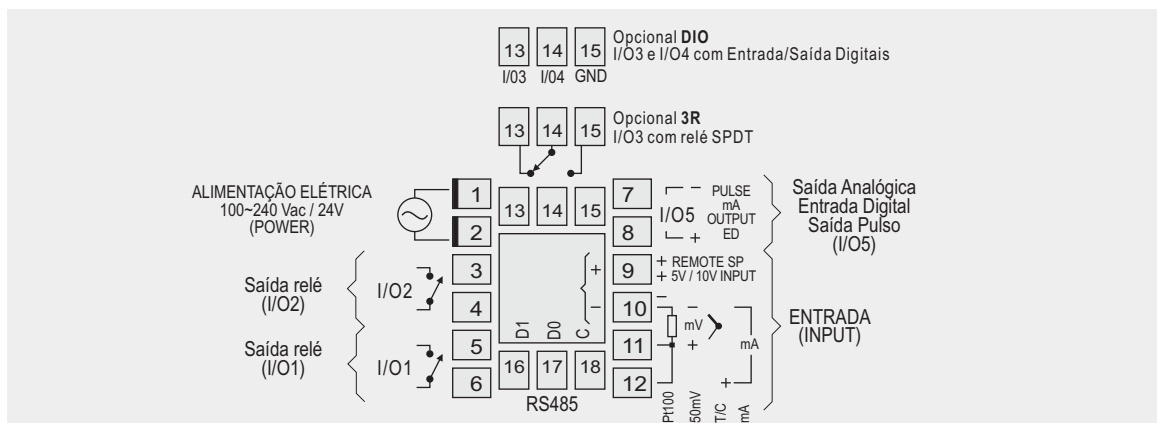 Opcional DIO
13 14 15 I/O3 e I/O4 com Entrada/Saída Digitais
I/03 I/04 GND
Opcional 3R
13 14 15 I/O3 com relé SPDT
ALIMENTAÇÃO ELÉTRICA
100~240 Vac / 24V
(POWER)
1
2
13 14 15
7
8
I/O5
− PULSE
mA
OUTPUT
+ ED
Saída Analógica
Entrada Digital
Saída Pulso
(I/O5)
Saída relé
(I/O2)
I/O2
3
4
+
−
9
10
+ REMOTE SP
+ 5V / 10V INPUT
Saída relé
(I/O1)
I/O1
5
6
D1
D0
C
16 17 18
RS485
11
12
−
−
mV
+
mA
+
Pt100
50mV
T/C
mA
ENTRADA
(INPUT)